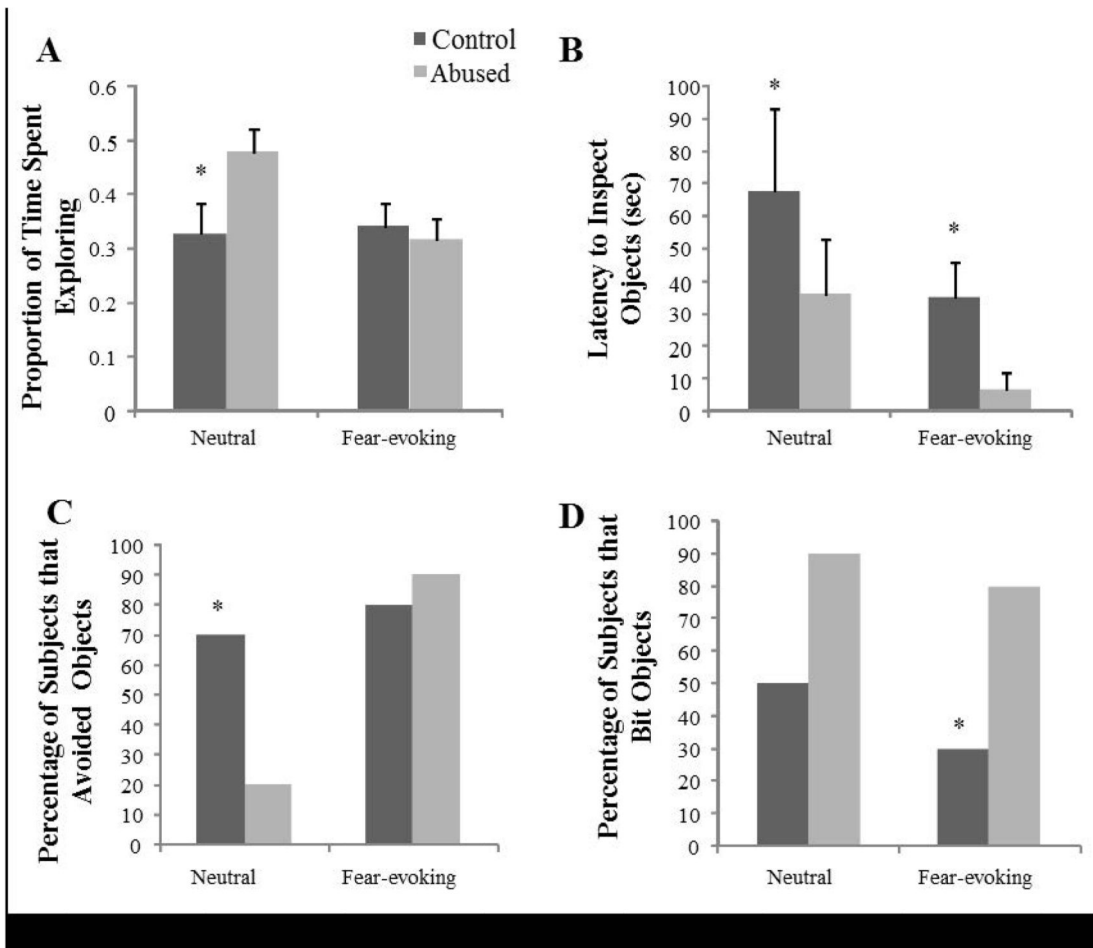 A
Control
Abused
Proportion of Time Spent
Exploring
0.6
0.5
0.4
0.3
0.2
0.1
0
*
Neutral
Fear-evoking
B
Latency to Inspect
Objects (sec)
100
90
80
70
60
50
40
30
20
10
0
*
*
Neutral
Fear-evoking
C
Percentage of Subjects that
Avoided Objects
100
90
80
70
60
50
40
30
20
10
0
*
Neutral
Fear-evoking
D
Percentage of Subjects that
Bit Objects
100
90
80
70
60
50
40
30
20
10
0
*
Neutral
Fear-evoking